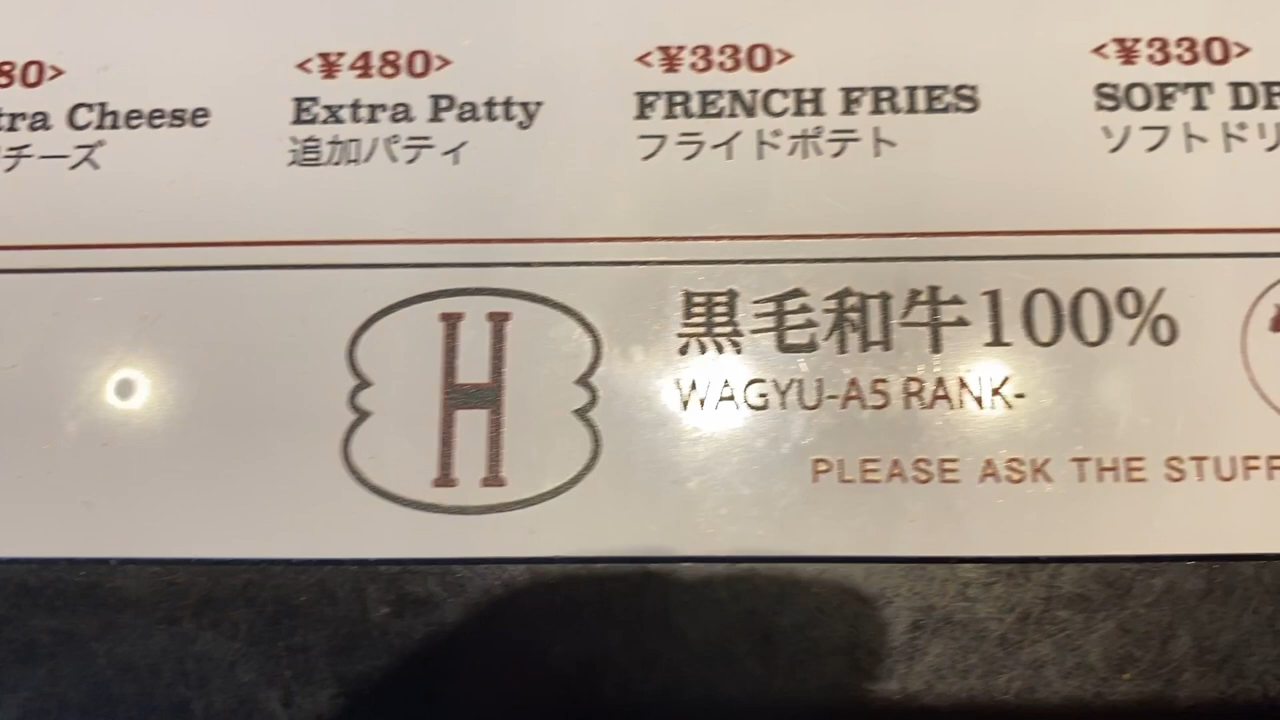 80>
tra Cheese
チーズ
<¥480>
Extra Patty
追加パティ
<¥330>
FRENCH FRIES
フライドポテト
<¥330>
SOFT DR
ソフトドリ
H
黒毛和牛100%
WAGYU-A5 RANK-
PLEASE ASK THE STUFF